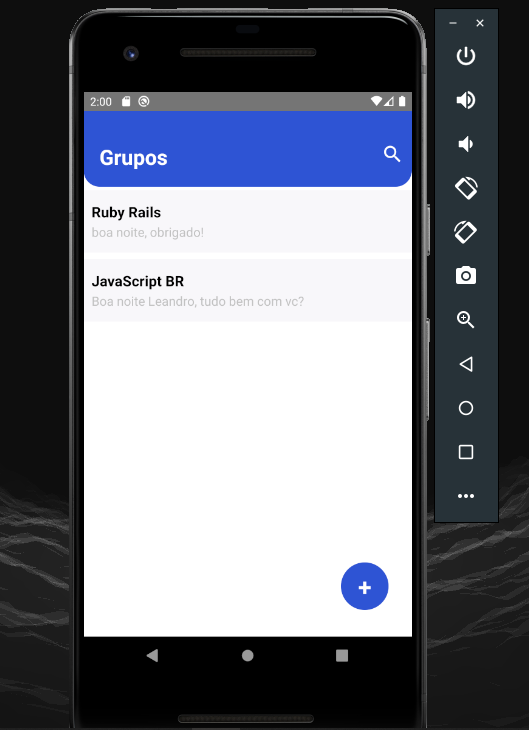 2:00
Grupos
Ruby Rails
boa noite, obrigado!
JavaScript BR
Boa noite Leandro, tudo bem com vc?
+